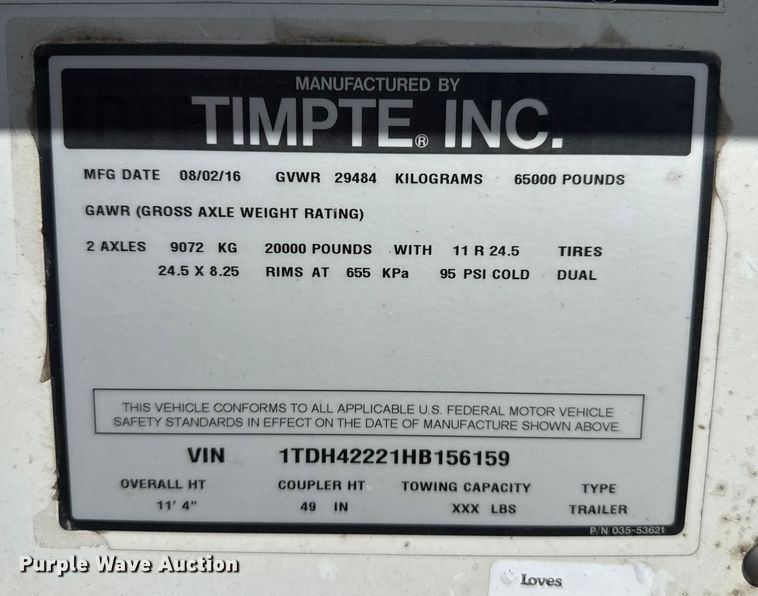 MANUFACTURED BY
TIMPTE® INC.
MFG DATE 08/02/16 GVWR 29484 KILOGRAMS 65000 POUNDS
GAWR (GROSS AXLE WEIGHT RATING)
2 AXLES 9072 KG 20000 POUNDS WITH 11 R 24.5 TIRES
24.5 X 8.25 RIMS AT 655 KPa 95 PSI COLD DUAL
THIS VEHICLE CONFORMS TO ALL APPLICABLE U.S. FEDERAL MOTOR VEHICLE
SAFETY STANDARDS IN EFFECT ON THE DATE OF MANUFACTURE SHOWN ABOVE.
VIN 1TDH42221HB156159
OVERALL HT COUPLER HT TOWING CAPACITY TYPE
11' 4" 49 IN XXX LBS TRAILER
P/N 035-53621
Purple Wave Auction
Loves